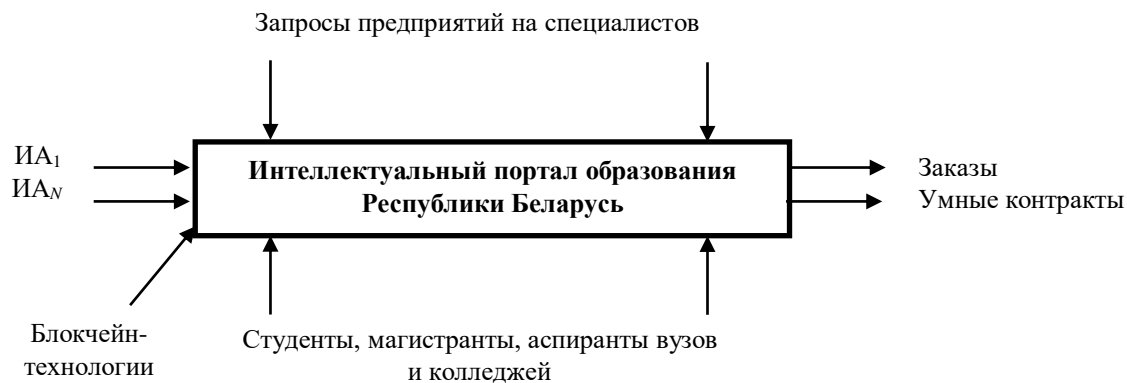 Запросы предприятий на специалистов
ИА1
ИАN
Интеллектуальный портал образования
Республики Беларусь
Заказы
Умные контракты
Блокчейн-
технологии
Студенты, магистранты, аспиранты вузов
и колледжей